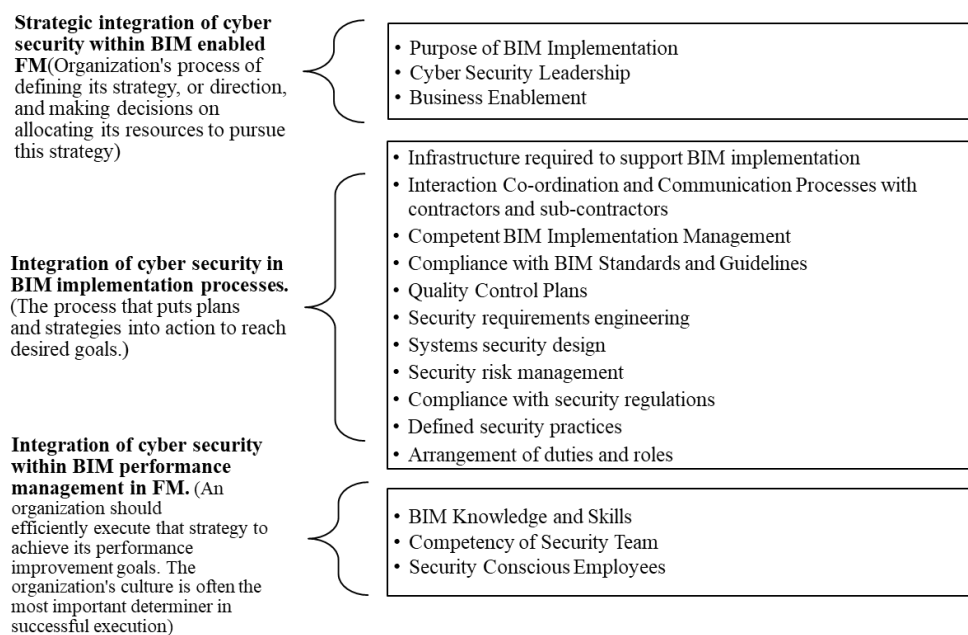 Strategic integration of cyber
security within BIM enabled
FM(Organization's process of
defining its strategy, or direction,
and making decisions on
allocating its resources to pursue
this strategy)
• Purpose of BIM Implementation
• Cyber Security Leadership
• Business Enablement
Integration of cyber security in
BIM implementation processes.
(The process that puts plans
and strategies into action to reach
desired goals.)
• Infrastructure required to support BIM implementation
• Interaction Co-ordination and Communication Processes with
contractors and sub-contractors
• Competent BIM Implementation Management
• Compliance with BIM Standards and Guidelines
• Quality Control Plans
• Security requirements engineering
• Systems security design
• Security risk management
• Compliance with security regulations
• Defined security practices
• Arrangement of duties and roles
Integration of cyber security
within BIM performance
management in FM. (An
organization should
efficiently execute that strategy to
achieve its performance
improvement goals. The
organization's culture is often the
most important determiner in
successful execution)
• BIM Knowledge and Skills
• Competency of Security Team
• Security Conscious Employees